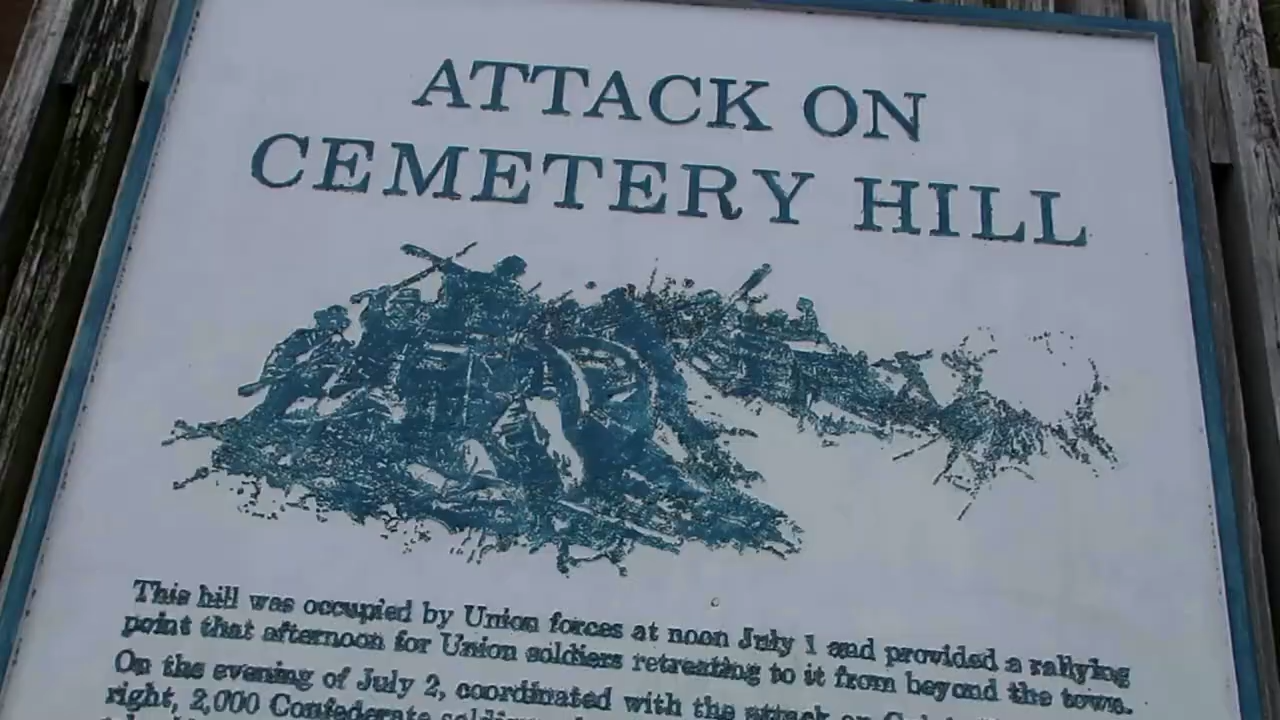 ATTACK ON
CEMETERY HILL
This hill was occupied by Union forces at noon July 1 and provided a rallying
point that afternoon for Union soldiers retreating to it from beyond the town.
On the evening of July 2, coordinated with the attack on
right, 2,000 Confederate